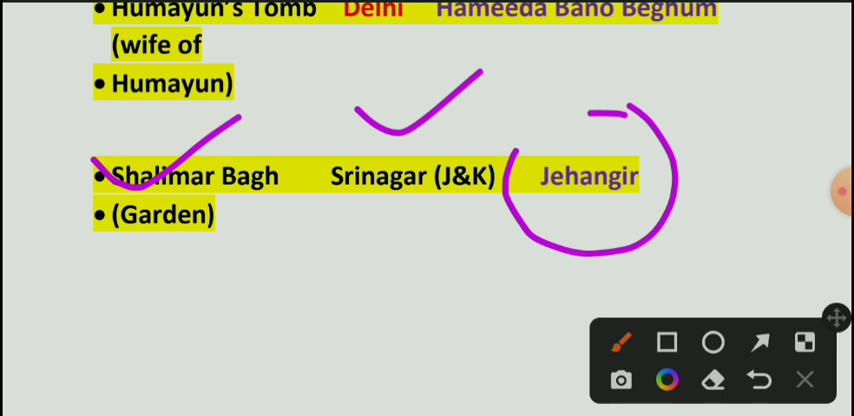 • Humayun's Tomb Delhi Hameeda Bano Beghum
(wife of
• Humayun)
• Shalimar Bagh Srinagar (J&K) Jehangir
• (Garden)